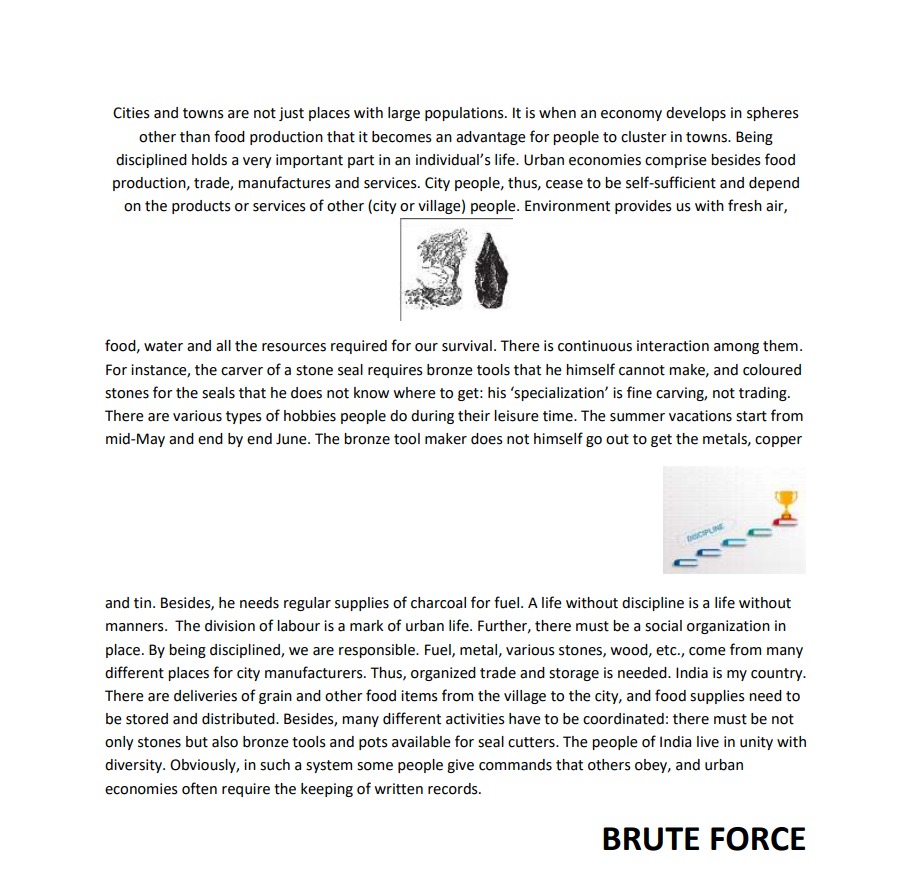 Cities and towns are not just places with large populations. It is when an economy develops in spheres
other than food production that it becomes an advantage for people to cluster in towns. Being
disciplined holds a very important part in an individual’s life. Urban economies comprise besides food
production, trade, manufactures and services. City people, thus, cease to be self-sufficient and depend
on the products or services of other (city or village) people. Environment provides us with fresh air,
food, water and all the resources required for our survival. There is continuous interaction among them.
For instance, the carver of a stone seal requires bronze tools that he himself cannot make, and coloured
stones for the seals that he does not know where to get: his ‘specialization’ is fine carving, not trading.
There are various types of hobbies people do during their leisure time. The summer vacations start from
mid-May and end by end June. The bronze tool maker does not himself go out to get the metals, copper
DISCIPLINE
and tin. Besides, he needs regular supplies of charcoal for fuel. A life without discipline is a life without
manners.  The division of labour is a mark of urban life. Further, there must be a social organization in
place. By being disciplined, we are responsible. Fuel, metal, various stones, wood, etc., come from many
different places for city manufacturers. Thus, organized trade and storage is needed. India is my country.
There are deliveries of grain and other food items from the village to the city, and food supplies need to
be stored and distributed. Besides, many different activities have to be coordinated: there must be not
only stones but also bronze tools and pots available for seal cutters. The people of India live in unity with
diversity. Obviously, in such a system some people give commands that others obey, and urban
economies often require the keeping of written records.
BRUTE FORCE